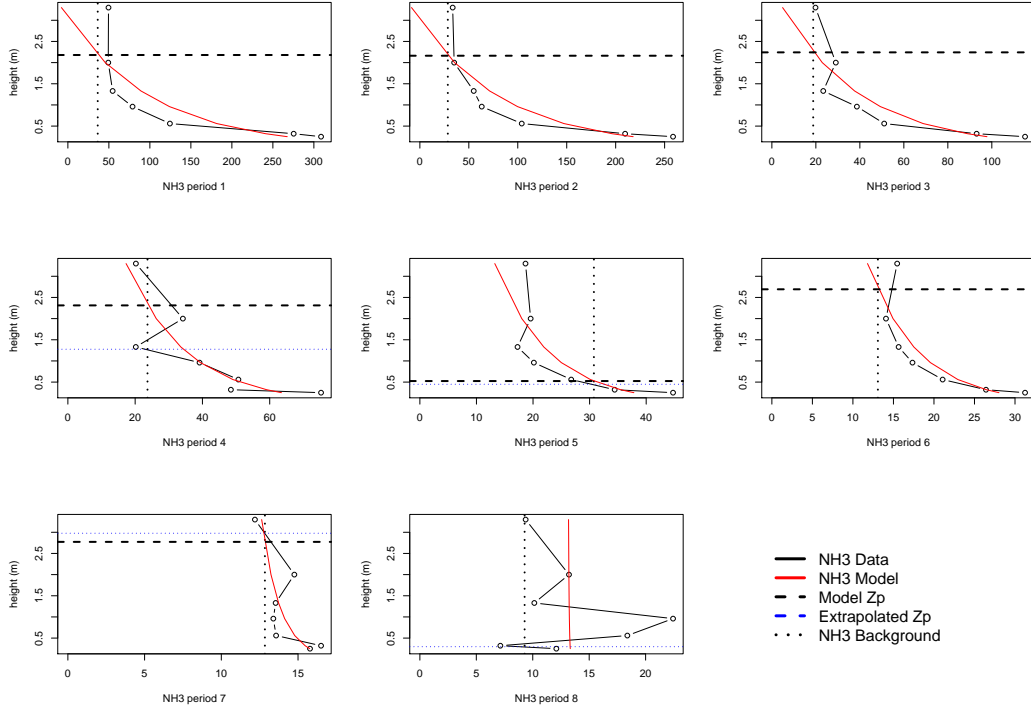 height (m)
0.5 1.5 2.5
0 50 100 150 200 250 300
NH3 period 1
height (m)
0.5 1.5 2.5
0 50 100 150 200 250
NH3 period 2
height (m)
0.5 1.5 2.5
0 20 40 60 80 100
NH3 period 3
height (m)
0.5 1.5 2.5
0 20 40 60
NH3 period 4
height (m)
0.5 1.5 2.5
0 10 20 30 40
NH3 period 5
height (m)
0.5 1.5 2.5
0 5 10 15 20 25 30
NH3 period 6
height (m)
0.5 1.5 2.5
0 5 10 15
NH3 period 7
height (m)
0.5 1.5 2.5
0 5 10 15 20
NH3 period 8
NH3 Data
NH3 Model
Model Zp
Extrapolated Zp
NH3 Background